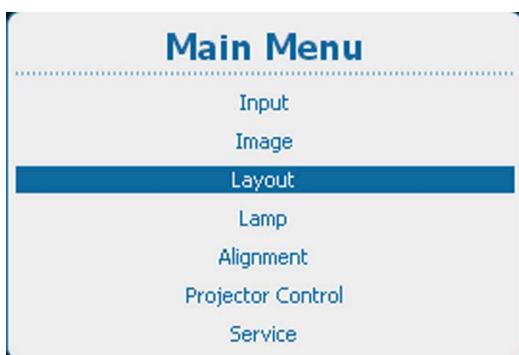 Main Menu
Input
Image
Layout
Lamp
Alignment
Projector Control
Service